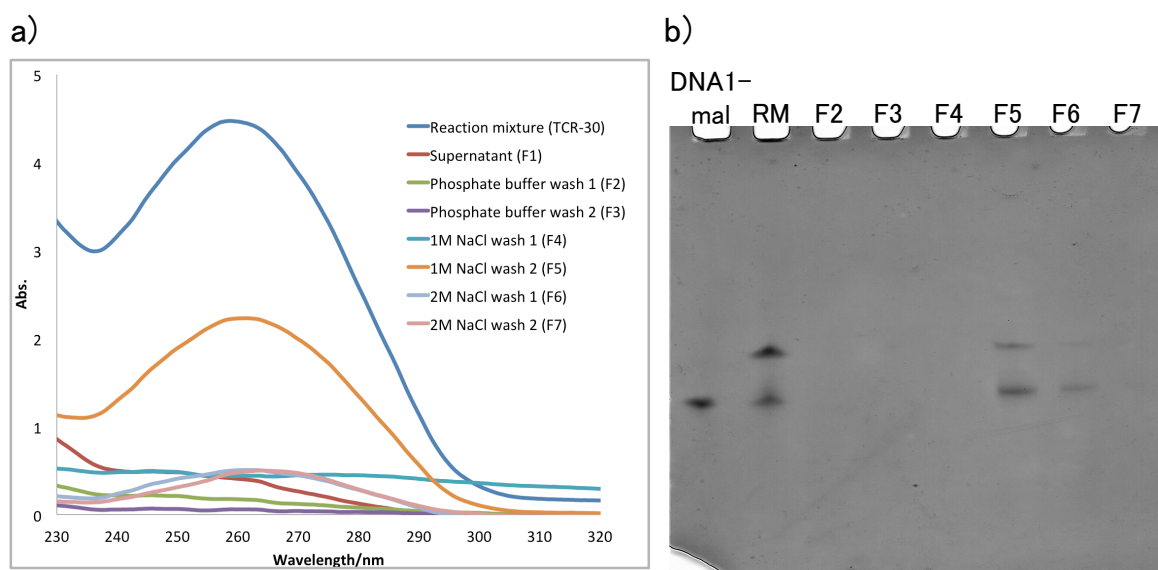 a)
5
4
3
2
1
0
Abs.
230 240 250 260 270 280 290 300 310 320
Wavelength/nm
Reaction mixture (TCR-30)
Supernatant (F1)
Phosphate buffer wash 1 (F2)
Phosphate buffer wash 2 (F3)
1M NaCl wash 1 (F4)
1M NaCl wash 2 (F5)
2M NaCl wash 1 (F6)
2M NaCl wash 2 (F7)
b)
DNA1-
mal RM F2 F3 F4 F5 F6 F7